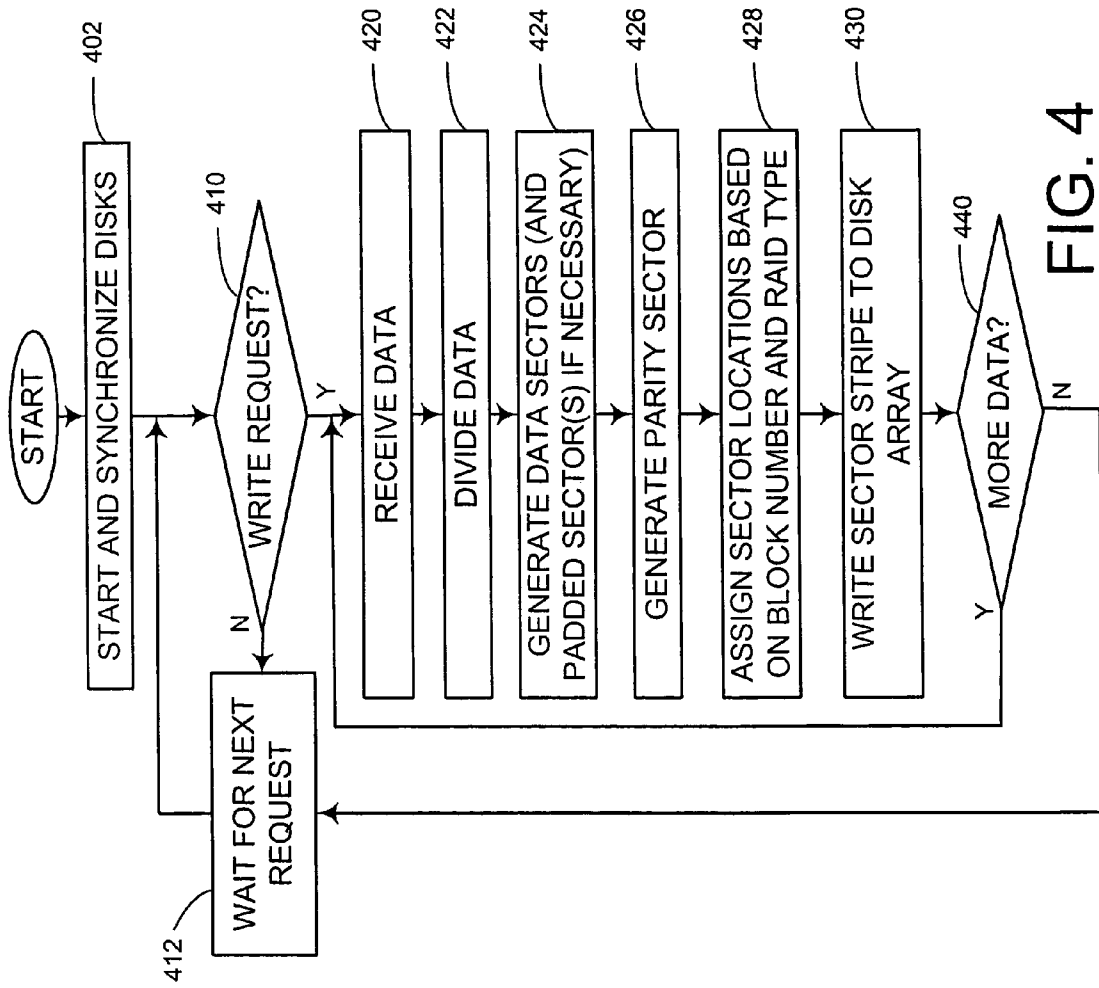 START
START AND SYNCHRONIZE DISKS
402
WRITE REQUEST?
410
N
Y
WAIT FOR NEXT
REQUEST
412
RECEIVE DATA
420
DIVIDE DATA
422
GENERATE DATA SECTORS (AND
PADDED SECTOR(S) IF NECESSARY)
424
GENERATE PARITY SECTOR
426
ASSIGN SECTOR LOCATIONS BASED
ON BLOCK NUMBER AND RAID TYPE
428
WRITE SECTOR STRIPE TO DISK
ARRAY
430
MORE DATA?
440
Y
N
FIG. 4